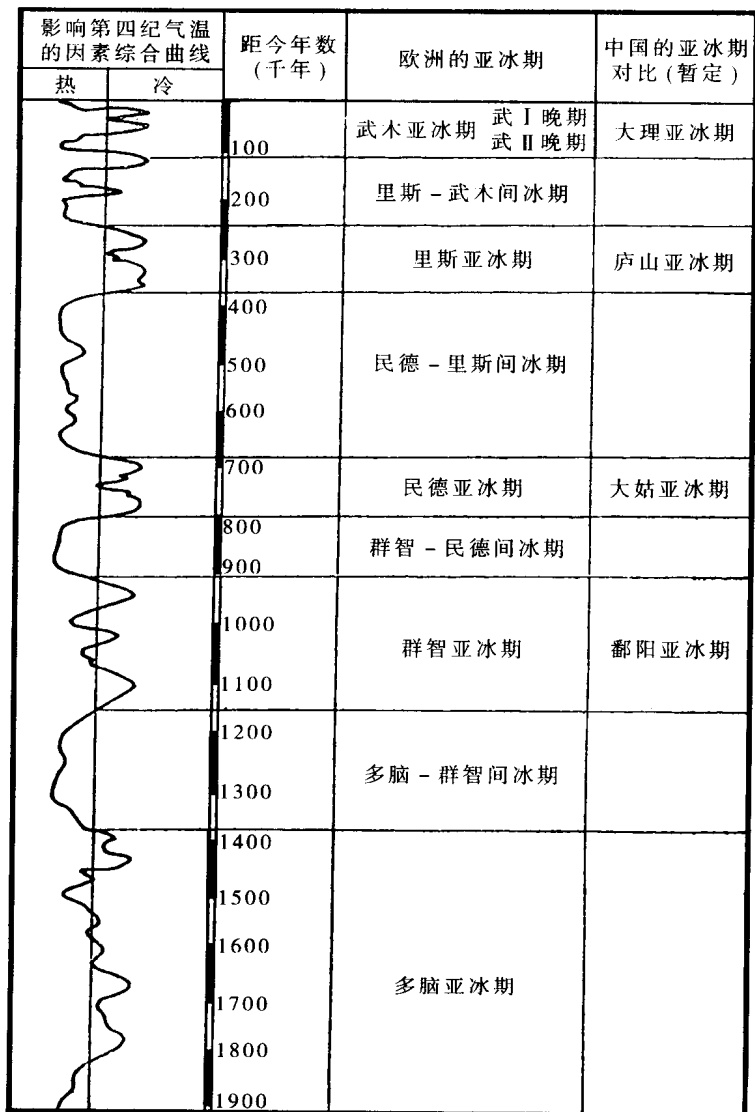 影响第四纪气温
的因素综合曲线
热
冷
距今年数
(千年)
欧洲的亚冰期
中国的亚冰期
对比(暂定)
100
武木亚冰期
武Ⅰ晚期
武Ⅱ晚期
大理亚冰期
200
里斯-武木间冰期
300
里斯亚冰期
庐山亚冰期
400
500
民德-里斯间冰期
600
700
民德亚冰期
大姑亚冰期
800
群智-民德间冰期
900
1000
群智亚冰期
鄱阳亚冰期
1100
1200
多脑-群智间冰期
1300
1400
1500
1600
多脑亚冰期
1700
1800
1900